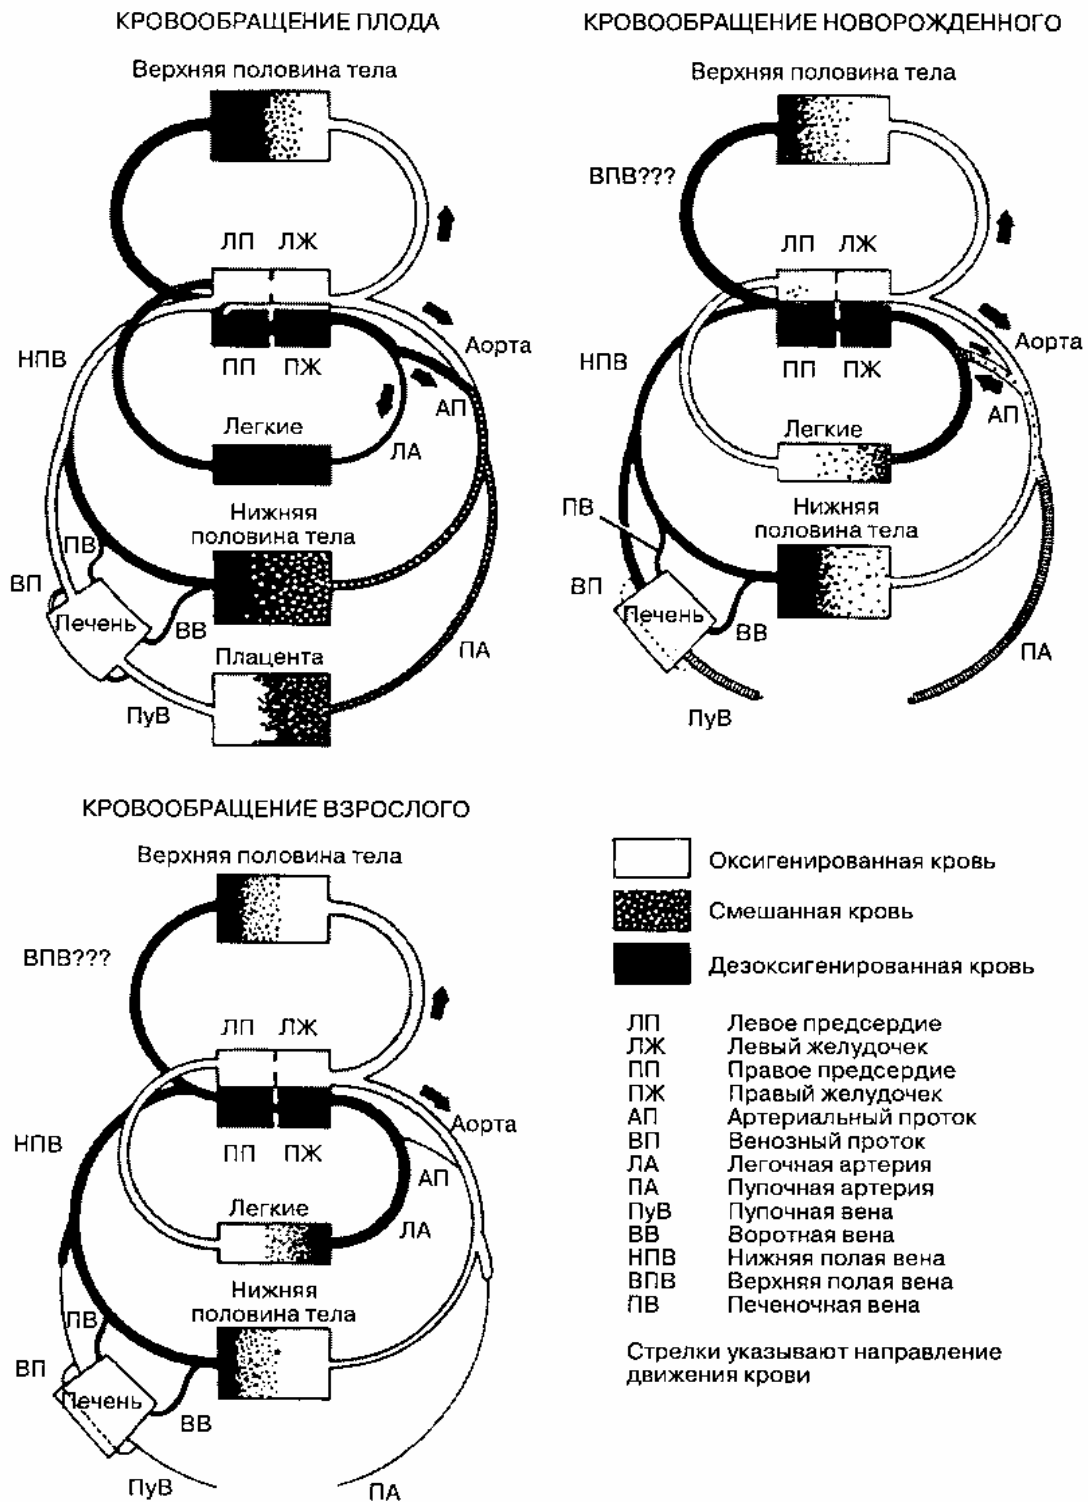 КРОВООБРАЩЕНИЕ ПЛОДА
Верхняя половина тела
ЛП ЛЖ
НПВ
Аорта
ПП ПЖ
АП
Легкие
ЛА
Нижняя
половина тела
ПВ
ВП
Печень
ВВ
Плацента
ПА
ПуВ
КРОВООБРАЩЕНИЕ НОВОРОЖДЕННОГО
Верхняя половина тела
ВПВ???
ЛП ЛЖ
НПВ
Аорта
ПП ПЖ
АП
Легкие
Нижняя
половина тела
ПВ
ВП
Печень
ВВ
ПА
ПуВ
КРОВООБРАЩЕНИЕ ВЗРОСЛОГО
Верхняя половина тела
ВПВ???
ЛП ЛЖ
Аорта
НПВ
ПП ПЖ
АП
Легкие
ЛА
Нижняя
половина тела
ПВ
ВП
Печень
ВВ
ПуВ
ПА
Оксигенированная кровь
Смешанная кровь
Дезоксигенированная кровь
ЛП Левое предсердие
ЛЖ Левый желудочек
ПП Правое предсердие
ПЖ Правый желудочек
АП Артериальный проток
ВП Венозный проток
ЛА Легочная артерия
ПА Пупочная артерия
ПуВ Пупочная вена
ВВ Воротная вена
НПВ Нижняя полая вена
ВПВ Верхняя полая вена
ПВ Печеночная вена
Стрелки указывают направление
движения крови